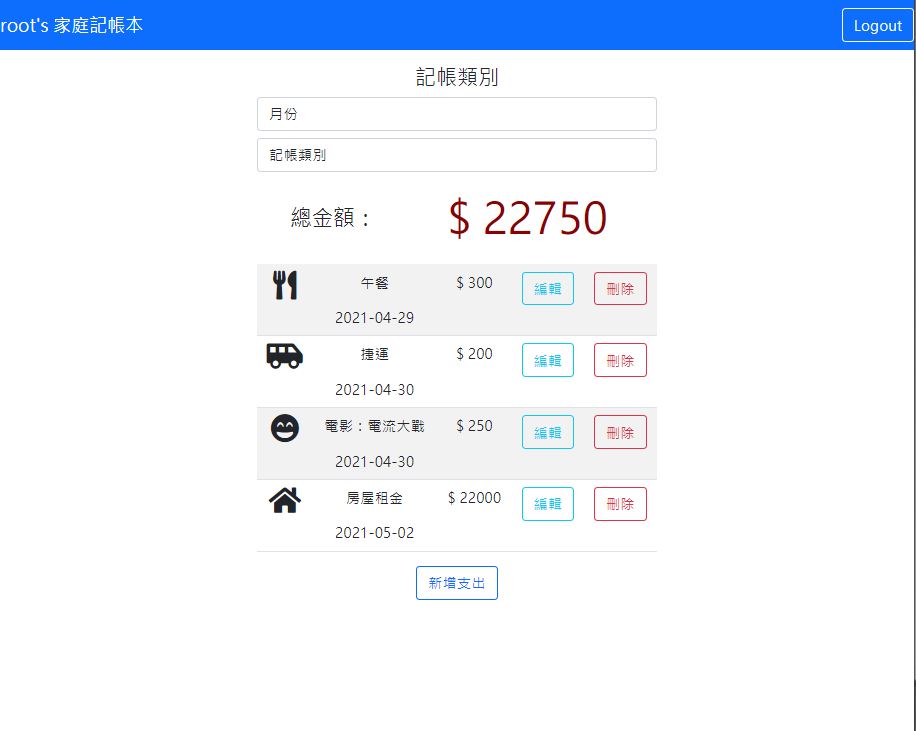 root's 家庭記帳本
Logout
記帳類別
月份
記帳類別
總金額： $ 22750
午餐 $ 300 編輯 刪除
2021-04-29
捷運 $ 200 編輯 刪除
2021-04-30
電影：電流大戰 $ 250 編輯 刪除
2021-04-30
房屋租金 $ 22000 編輯 刪除
2021-05-02
新增支出